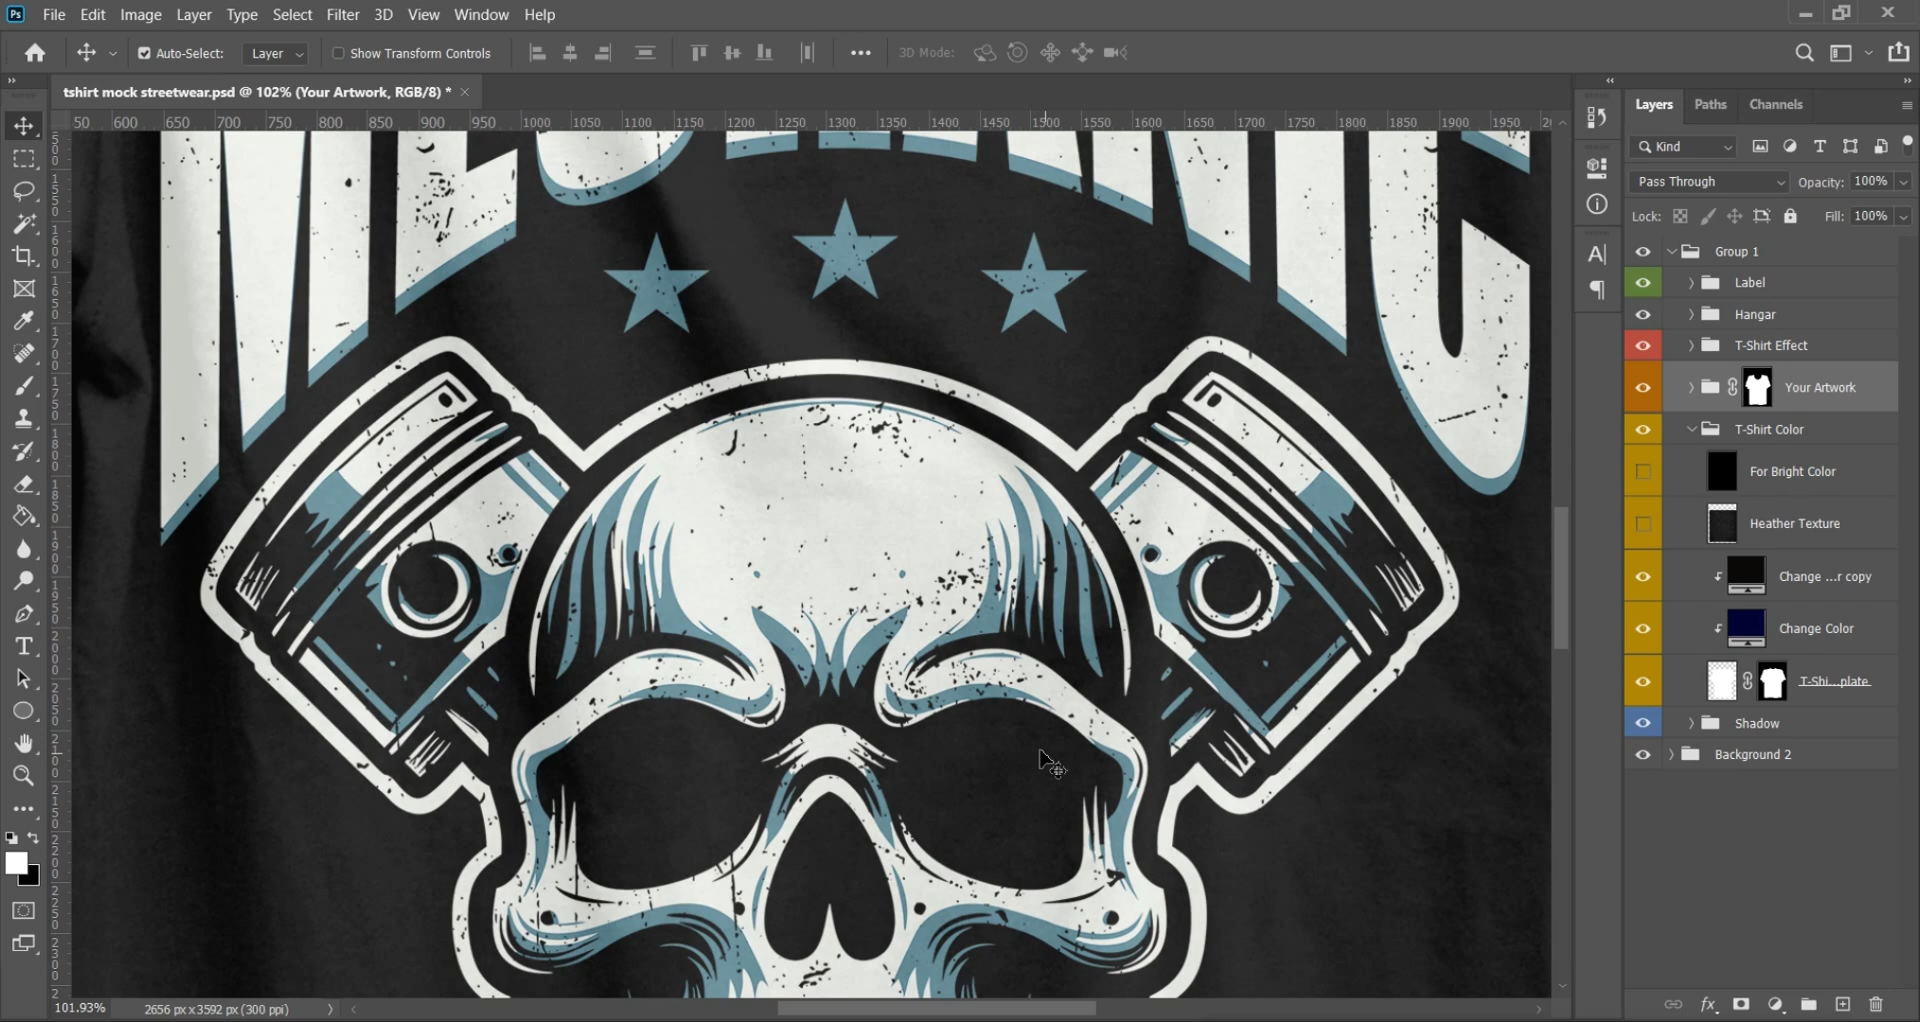 Ps File Edit Image Layer Type Select Filter 3D View Window Help
Auto-Select: Layer Show Transform Controls 3D Mode:
tshirt mock streetwear.psd @ 102% (Your Artwork, RGB/8) *
50 600 650 700 750 800 850 900 950 1000 1050 1100 1150 1200 1250 1300 1350 1400 1450 1500 1550 1600 1650 1700 1750 1800 1850 1900 1950
Layers Paths Channels
Kind
Pass Through Opacity: 100%
Lock: Fill: 100%
Group 1
Label
Hangar
T-Shirt Effect
Your Artwork
T-Shirt Color
For Bright Color
Heather Texture
Change ...r copy
Change Color
T-Shi...plate
Shadow
Background 2
101.93% 2656 px x 3592 px (300 ppi)